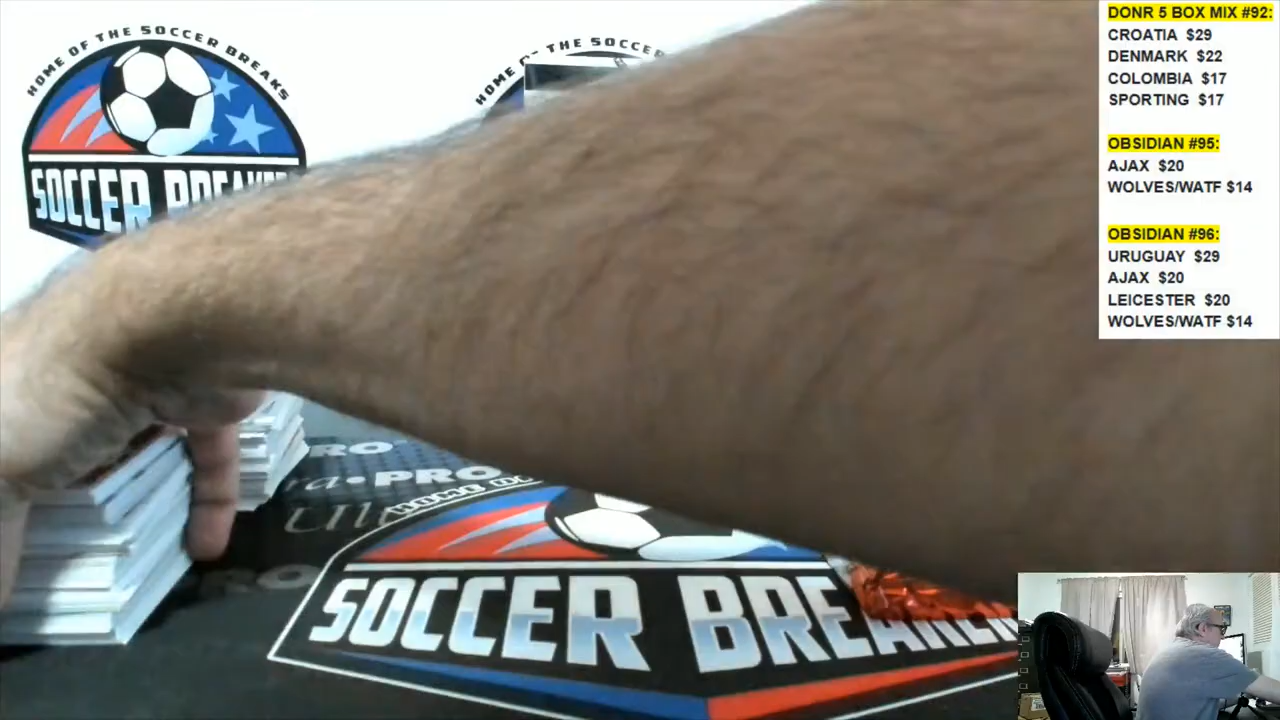 HOME OF THE SOCCER BREAKS
SOCCER
THE SOCCER
DONR 5 BOX MIX #92:
CROATIA $29
DENMARK $22
COLOMBIA $17
SPORTING $17
OBSIDIAN #95:
AJAX $20
WOLVES/WATF $14
OBSIDIAN #96:
URUGUAY $29
AJAX $20
LEICESTER $20
WOLVES/WATF $14
PRO
PRO
SOCCER